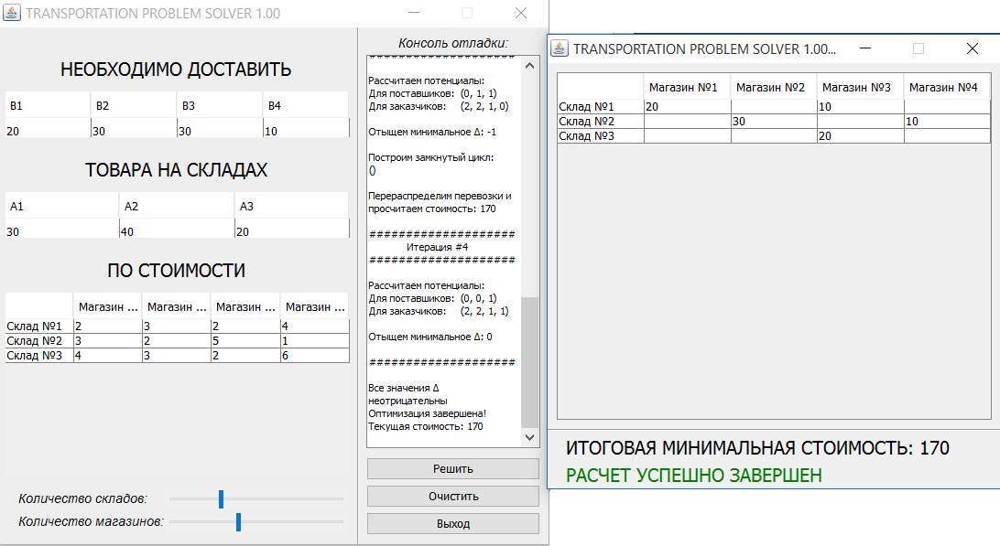 TRANSPORTATION PROBLEM SOLVER 1.00
НЕОБХОДИМО ДОСТАВИТЬ
B1 B2 B3 B4
20 30 30 10
ТОВАРА НА СКЛАДАХ
A1 A2 A3
30 40 20
ПО СТОИМОСТИ
Магазин ... Магазин ... Магазин ... Магазин ...
Склад №1 2 3 2 4
Склад №2 3 2 5 1
Склад №3 4 3 2 6
Количество складов:
Количество магазинов:
Консоль отладки:
####################
Рассчитаем потенциалы:
Для поставщиков: (0, 1, 1)
Для заказчиков: (2, 2, 1, 0)
Отыщем минимальное Δ: -1
Построим замкнутый цикл:
()
Перераспределим перевозки и
просчитаем стоимость: 170
####################
Итерация #4
####################
Рассчитаем потенциалы:
Для поставщиков: (0, 0, 1)
Для заказчиков: (2, 2, 1, 1)
Отыщем минимальное Δ: 0
####################
Все значения Δ
неотрицательны
Оптимизация завершена!
Текущая стоимость: 170
Решить
Очистить
Выход
TRANSPORTATION PROBLEM SOLVER 1.00...
Магазин №1 Магазин №2 Магазин №3 Магазин №4
Склад №1 20 10
Склад №2 30 10
Склад №3 20
ИТОГОВАЯ МИНИМАЛЬНАЯ СТОИМОСТЬ: 170
РАСЧЕТ УСПЕШНО ЗАВЕРШЕН